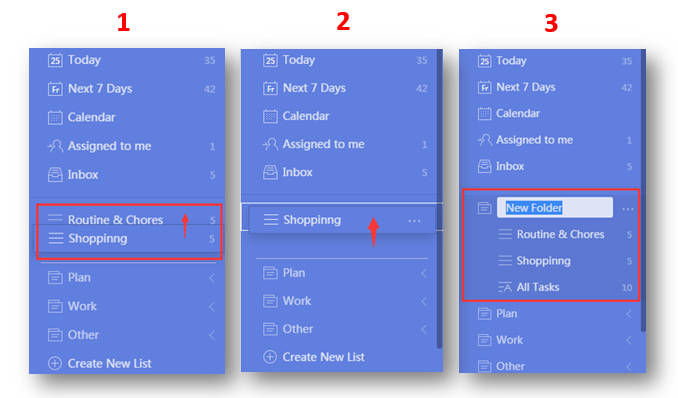 1
25 Today 35
Fr Next 7 Days 42
Calendar
Assigned to me 1
Inbox 5
Routine & Chores 5
Shoppinng 5
Plan
Work
Other
Create New List
2
25 Today 35
Fr Next 7 Days 42
Calendar
Assigned to me 1
Inbox 5
Shoppinng ...
Plan
Work
Other
Create New List
3
25 Today 35
Fr Next 7 Days 42
Calendar
Assigned to me 1
Inbox 5
New Folder ...
Routine & Chores 5
Shoppinng 5
All Tasks 10
Plan
Work
Other